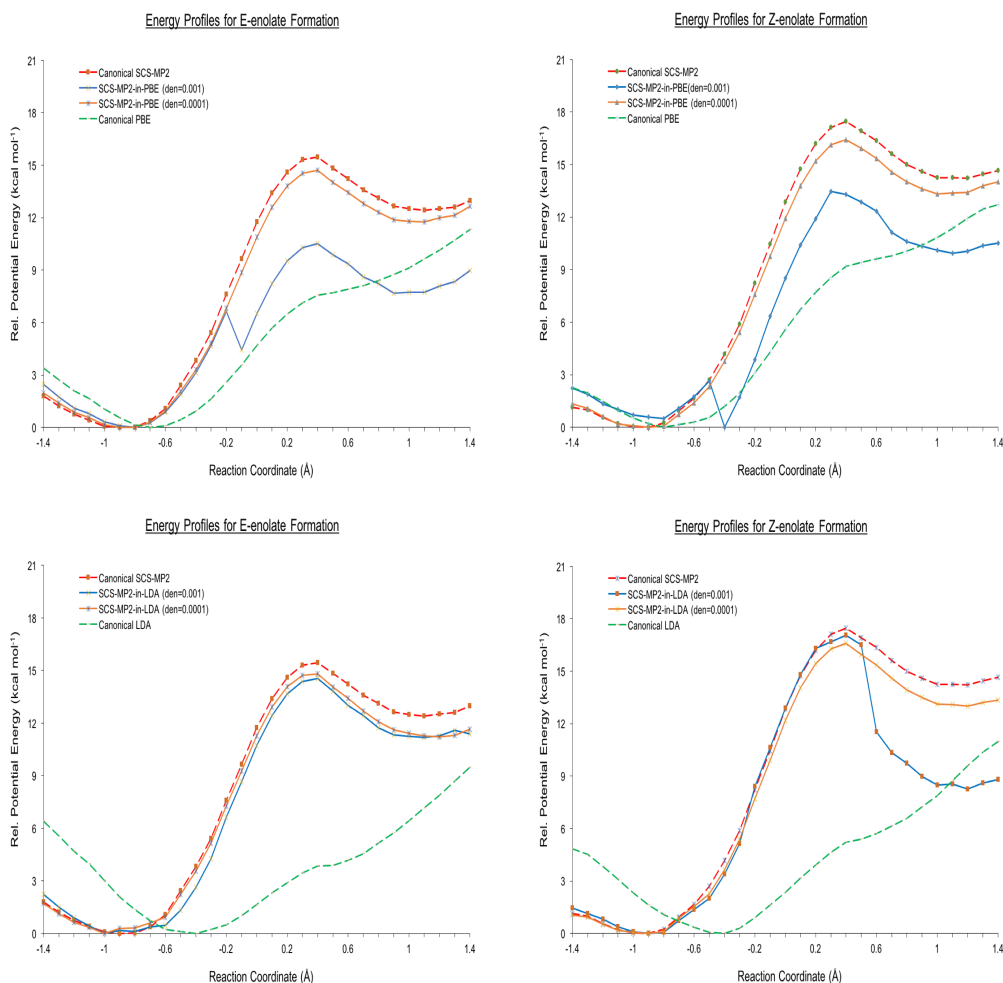 Energy Profiles for E-enolate Formation
21
18
15
12
9
6
3
0
Rel. Potential Energy (kcal mol-1)
Canonical SCS-MP2
SCS-MP2-in-PBE (den=0.001)
SCS-MP2-in-PBE (den=0.0001)
Canonical PBE
-1.4 -1 -0.6 -0.2 0.2 0.6 1 1.4
Reaction Coordinate (Å)
Energy Profiles for Z-enolate Formation
21
18
15
12
9
6
3
0
Rel. Potential Energy (kcal mol-1)
Canonical SCS-MP2
SCS-MP2-in-PBE(den=0.001)
SCS-MP2-in-PBE (den=0.0001)
Canonical PBE
-1.4 -1 -0.6 -0.2 0.2 0.6 1 1.4
Reaction Coordinate (Å)
Energy Profiles for E-enolate Formation
21
18
15
12
9
6
3
0
Rel. Potential Energy (kcal mol-1)
Canonical SCS-MP2
SCS-MP2-in-LDA (den=0.001)
SCS-MP2-in-LDA (den=0.0001)
Canonical LDA
-1.4 -1 -0.6 -0.2 0.2 0.6 1 1.4
Reaction Coordinate (Å)
Energy Profiles for Z-enolate Formation
21
18
15
12
9
6
3
0
Rel. Potential Energy (kcal mol-1)
Canonical SCS-MP2
SCS-MP2-in-LDA (den=0.001)
SCS-MP2-in-LDA (den=0.0001)
Canonical LDA
-1.4 -1 -0.6 -0.2 0.2 0.6 1 1.4
Reaction Coordinate (Å)